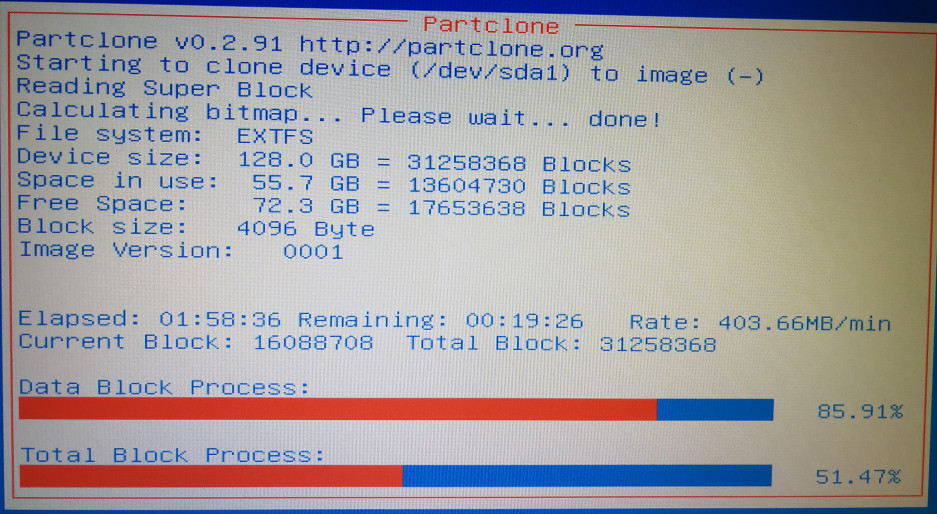 Partclone
Partclone v0.2.91 http://partclone.org
Starting to clone device (/dev/sda1) to image (-)
Reading Super Block
Calculating bitmap... Please wait... done!
File system: EXTFS
Device size: 128.0 GB = 31258368 Blocks
Space in use: 55.7 GB = 13604730 Blocks
Free Space: 72.3 GB = 17653638 Blocks
Block size: 4096 Byte
Image Version: 0001
Elapsed: 01:58:36 Remaining: 00:19:26 Rate: 403.66MB/min
Current Block: 16088708 Total Block: 31258368
Data Block Process:
85.91%
Total Block Process:
51.47%